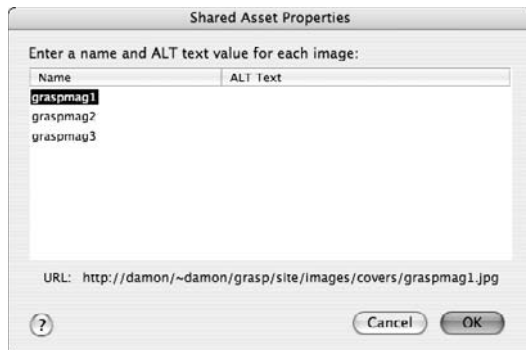 Shared Asset Properties
Enter a name and ALT text value for each image:
Name ALT Text
graspmag1
graspmag2
graspmag3
URL: http://damon/~damon/grasp/site/images/covers/graspmag1.jpg
? Cancel OK